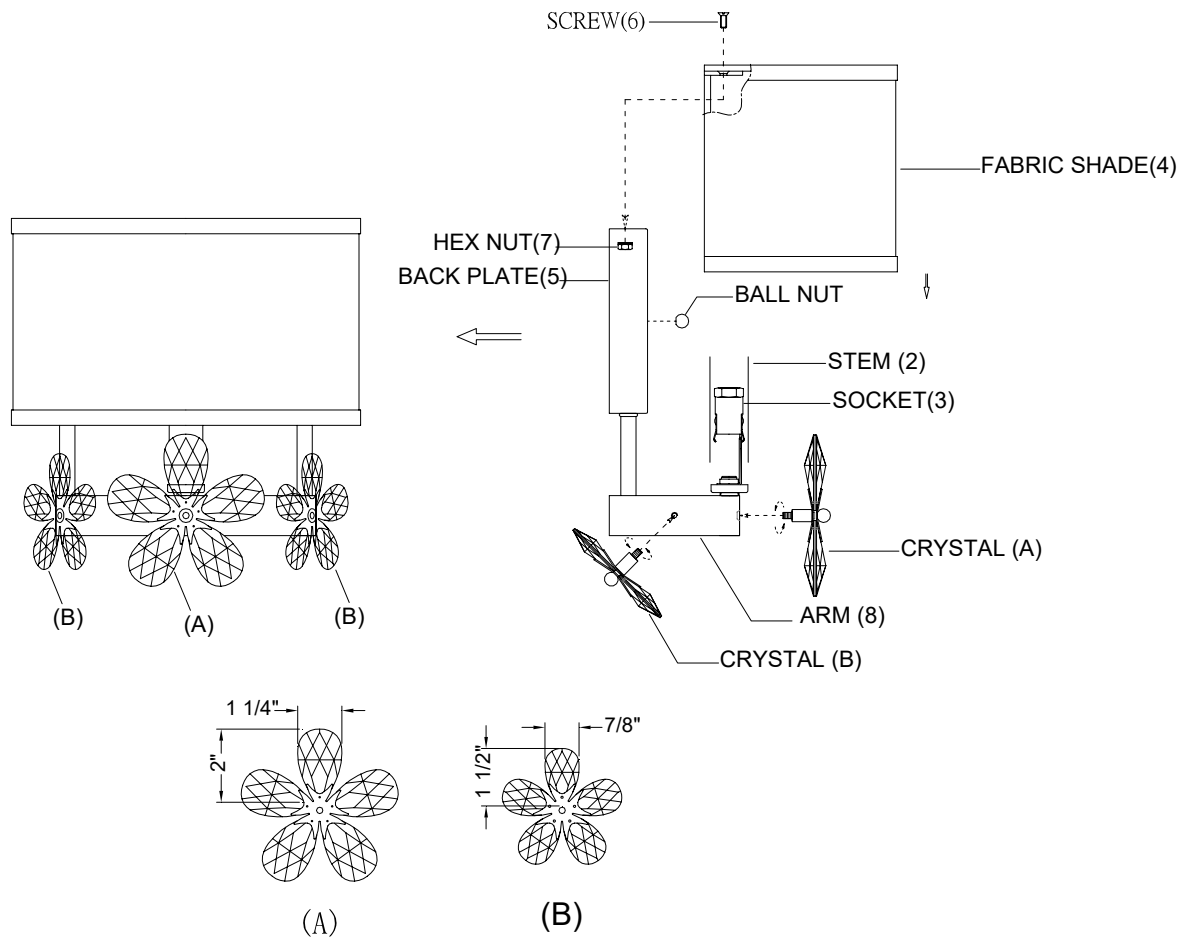 SCREW(6)
FABRIC SHADE(4)
HEX NUT(7)
BACK PLATE(5)
BALL NUT
STEM (2)
SOCKET(3)
CRYSTAL (A)
ARM (8)
CRYSTAL (B)
(B)
(A)
(B)
1 1/4"
2"
7/8"
1 1/2"
(A)
(B)